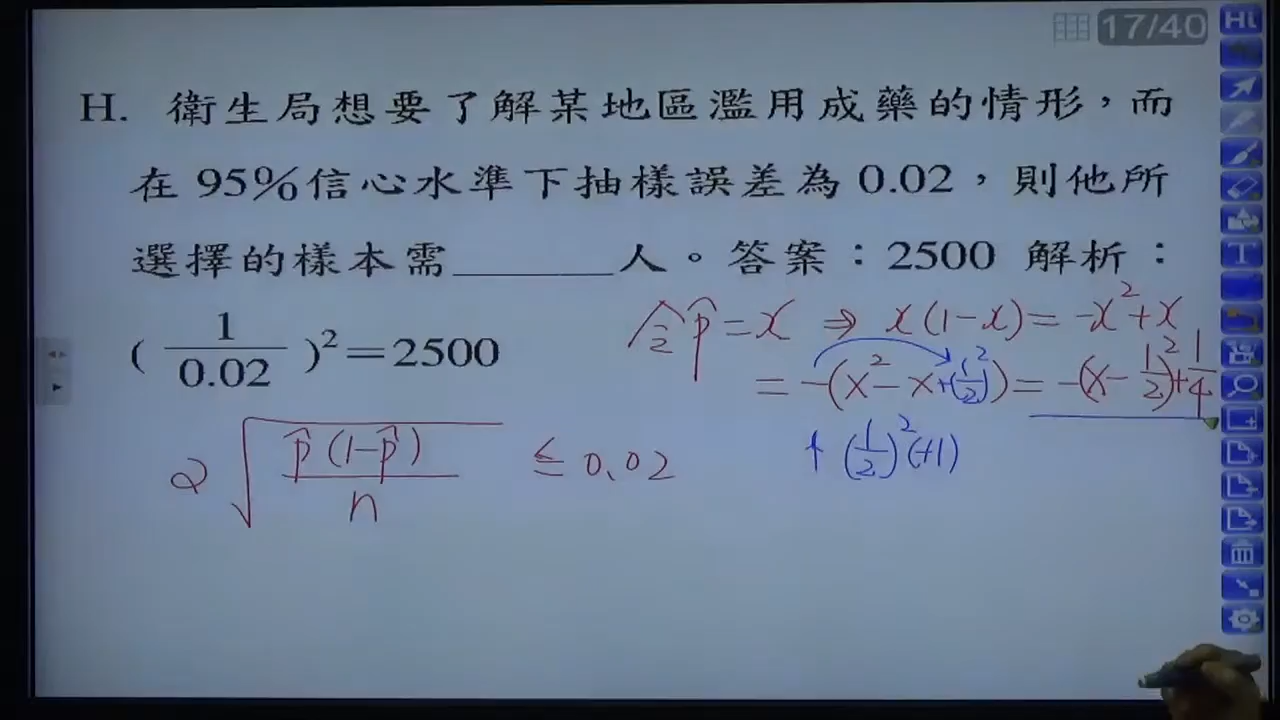 17/40
Hi
H. 衛生局想要了解某地區濫用成藥的情形，而
在 95%信心水準下抽樣誤差為 0.02，則他所
選擇的樣本需______人。答案：2500 解析：
(1/0.02)²＝2500
令 p̂ = x ⇒ x(1-x) = -x²+x
= -(x²-x+(1/2)²) = -(x-1/2)²+1/4
+(1/2)²(+1)
2√(p̂(1-p̂)/n) ≦ 0.02
T